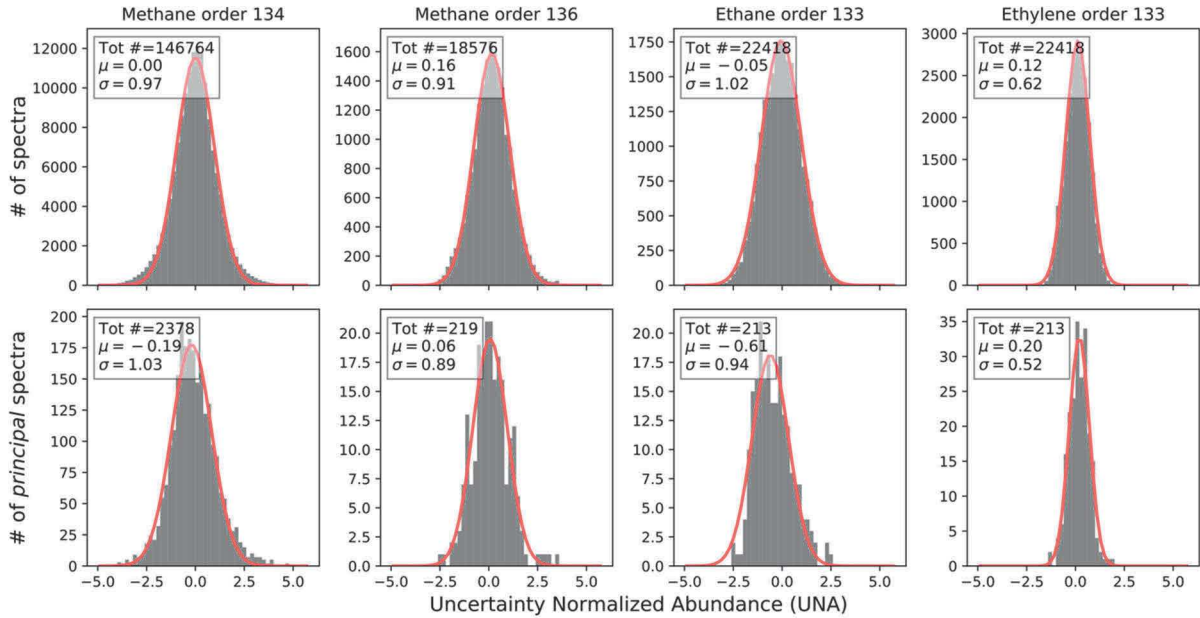 Methane order 134
Methane order 136
Ethane order 133
Ethylene order 133
# of spectra
12000
10000
8000
6000
4000
2000
0
Tot #=146764
μ = 0.00
σ = 0.97
1600
1400
1200
1000
800
600
400
200
0
Tot #=18576
μ = 0.16
σ = 0.91
1750
1500
1250
1000
750
500
250
0
Tot #=22418
μ = −0.05
σ = 1.02
3000
2500
2000
1500
1000
500
0
Tot #=22418
μ = 0.12
σ = 0.62
# of principal spectra
200
175
150
125
100
75
50
25
0
Tot #=2378
μ = −0.19
σ = 1.03
−5.0 −2.5 0.0 2.5 5.0
20.0
17.5
15.0
12.5
10.0
7.5
5.0
2.5
0.0
Tot #=219
μ = 0.06
σ = 0.89
−5.0 −2.5 0.0 2.5 5.0
20.0
17.5
15.0
12.5
10.0
7.5
5.0
2.5
0.0
Tot #=213
μ = −0.61
σ = 0.94
−5.0 −2.5 0.0 2.5 5.0
35
30
25
20
15
10
5
0
Tot #=213
μ = 0.20
σ = 0.52
−5.0 −2.5 0.0 2.5 5.0
Uncertainty Normalized Abundance (UNA)